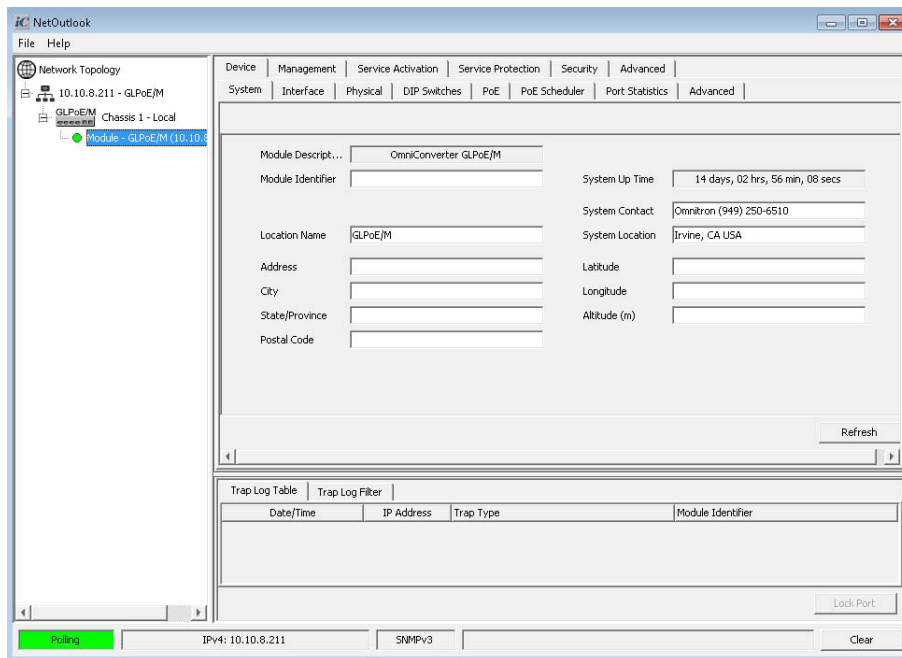 iC NetOutlook
File Help
Network Topology
10.10.8.211 - GLPoE/M
GLPoE/M Chassis 1 - Local
Module - GLPoE/M (10.10.8
Device Management Service Activation Service Protection Security Advanced
System Interface Physical DIP Switches PoE PoE Scheduler Port Statistics Advanced
Module Descript... OmniConverter GLPoE/M
Module Identifier System Up Time 14 days, 02 hrs, 56 min, 08 secs
System Contact Omnitron (949) 250-6510
Location Name GLPoE/M System Location Irvine, CA USA
Address Latitude
City Longitude
State/Province Altitude (m)
Postal Code
Refresh
Trap Log Table Trap Log Filter
Date/Time IP Address Trap Type Module Identifier
Lock Port
Polling IPv4: 10.10.8.211 SNMPv3 Clear